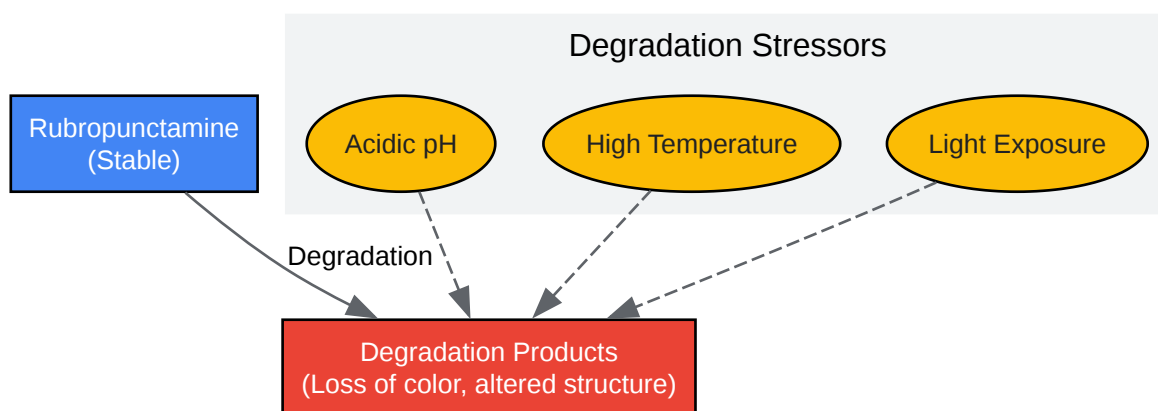 Degradation Stressors
Rubropunctamine
(Stable)
Acidic pH
High Temperature
Light Exposure
Degradation
Degradation Products
(Loss of color, altered structure)